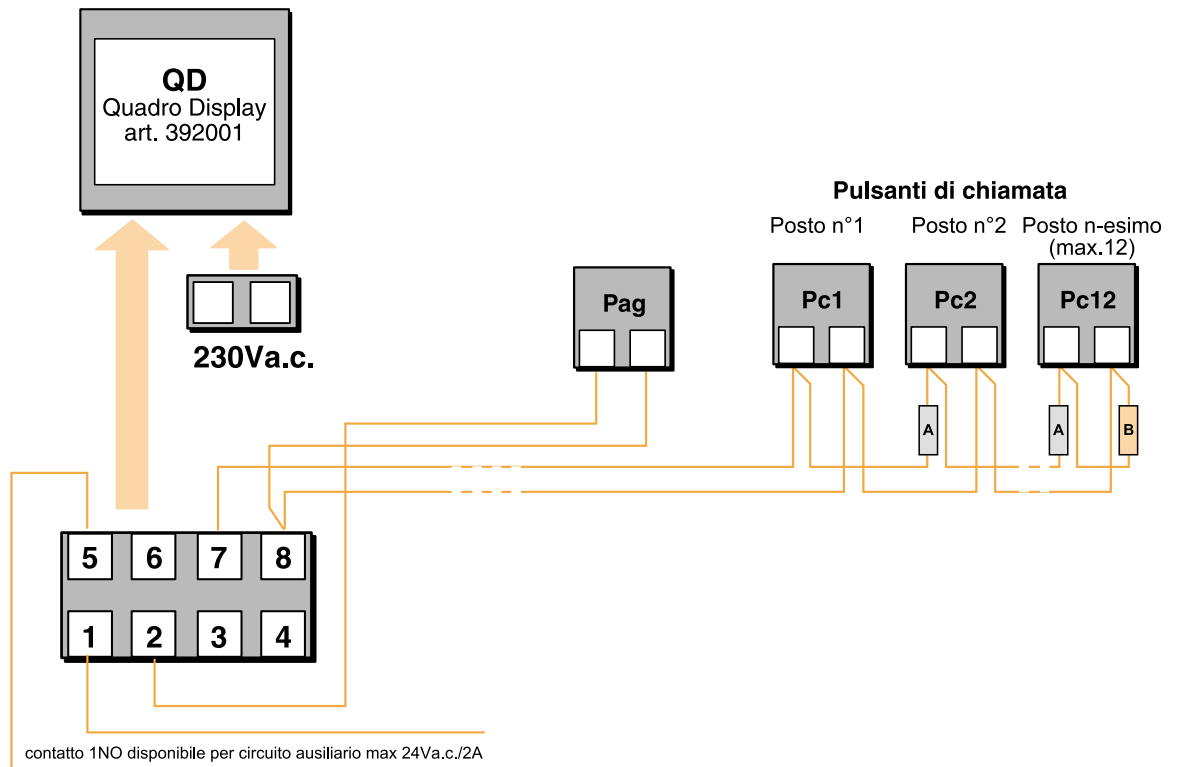 QD
Quadro Display
art. 392001
230Va.c.
Pulsanti di chiamata
Posto n°1
Posto n°2
Posto n-esimo
(max.12)
Pag
Pc1
Pc2
Pc12
A
A
B
5
6
7
8
1
2
3
4
contatto 1NO disponibile per circuito ausiliario max 24Va.c./2A